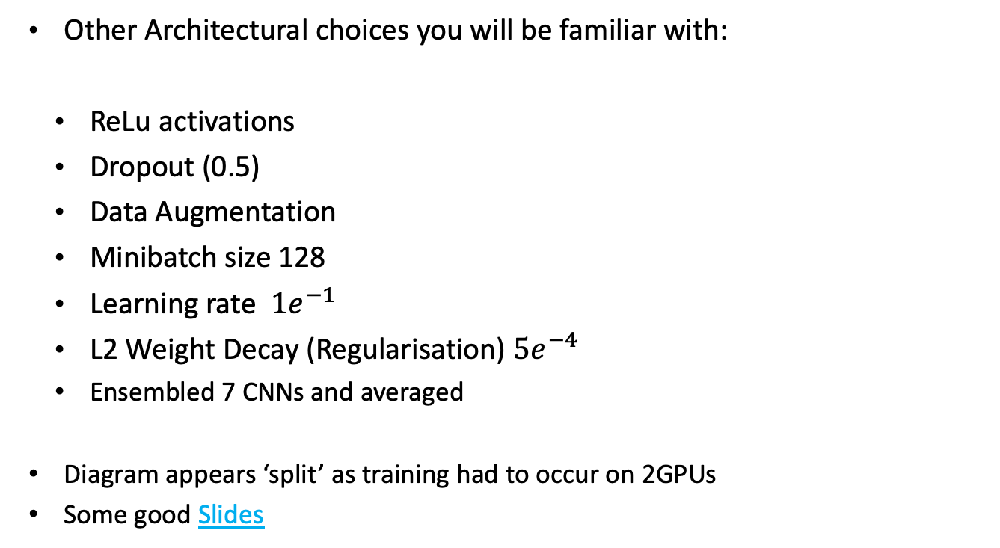 • Other Architectural choices you will be familiar with:
• ReLu activations
• Dropout (0.5)
• Data Augmentation
• Minibatch size 128
• Learning rate 1e⁻¹
• L2 Weight Decay (Regularisation) 5e⁻⁴
• Ensembled 7 CNNs and averaged
• Diagram appears ‘split’ as training had to occur on 2GPUs
• Some good Slides